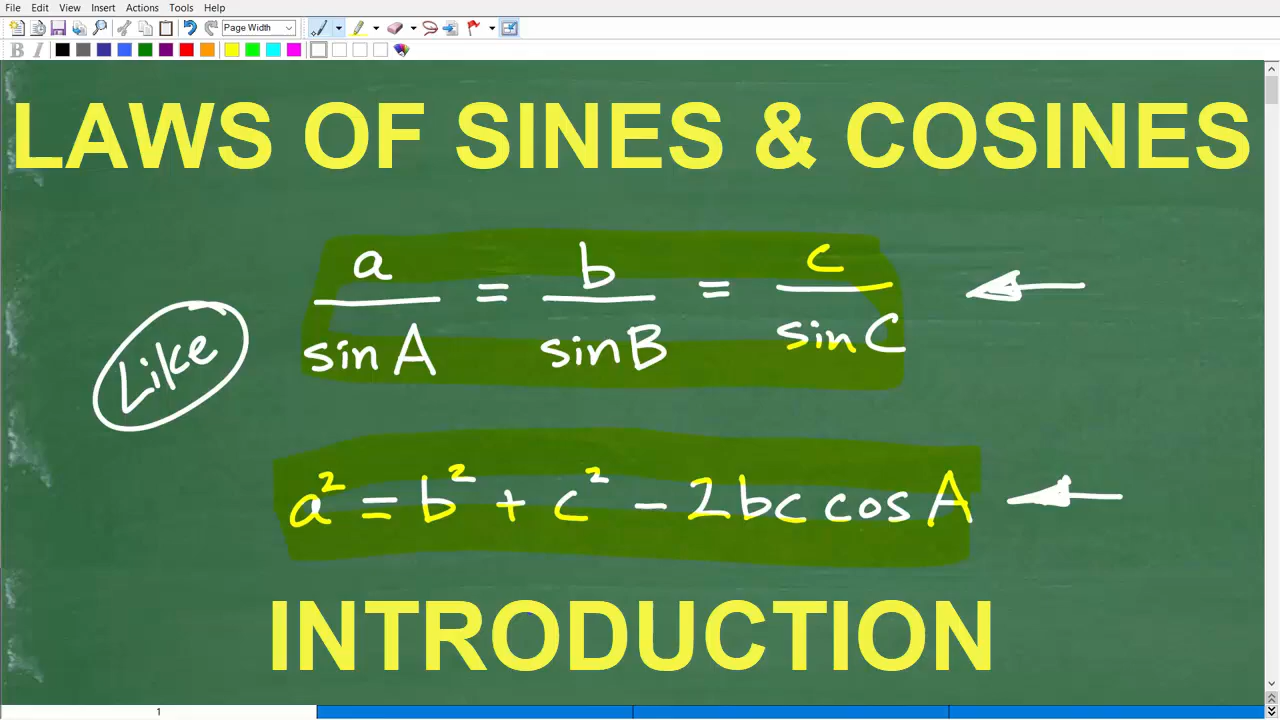 File Edit View Insert Actions Tools Help
Page Width
B I
LAWS OF SINES & COSINES
a/sin A = b/sin B = c/sin C
Like
a² = b² + c² - 2bc cos A
INTRODUCTION
1